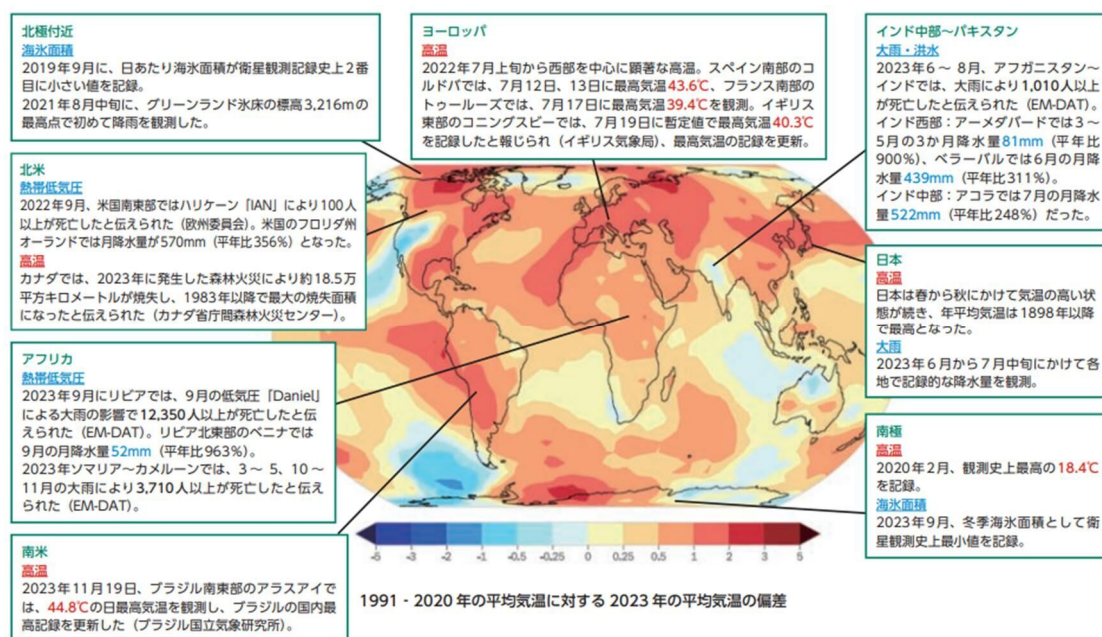 北極付近
海氷面積
2019年9月に、日あたり海氷面積が衛星観測記録史上2番
目に小さい値を記録。
2021年8月中旬に、グリーンランド氷床の標高3,216mの
最高点で初めて降雨を観測した。
北米
熱帯低気圧
2022年9月、米国南東部ではハリケーン「IAN」により100人
以上が死亡したと伝えられた（欧州委員会）。米国のフロリダ州
オーランドでは月降水量が570mm（平年比356%）となった。
高温
カナダでは、2023年に発生した森林火災により約18.5万
平方キロメートルが焼失し、1983年以降で最大の焼失面積
になったと伝えられた（カナダ省庁間森林火災センター）。
アフリカ
熱帯低気圧
2023年9月にリビアでは、9月の低気圧「Daniel」
による大雨の影響で12,350人以上が死亡したと伝
えられた（EM-DAT）。リビア北東部のベニナでは
9月の月降水量52mm（平年比963%）。
2023年ソマリア～カメルーンでは、3～5、10～
11月の大雨により3,710人以上が死亡したと伝え
られた（EM-DAT）。
南米
高温
2023年11月19日、ブラジル南東部のアラスアイで
は、44.8℃の日最高気温を観測し、ブラジルの国内最
高記録を更新した（ブラジル国立気象研究所）。
ヨーロッパ
高温
2022年7月上旬から西部を中心に顕著な高温。スペイン南部のコ
ルドバでは、7月12日、13日に最高気温43.6℃、フランス南部の
トゥールーズでは、7月17日に最高気温39.4℃を観測。イギリス
東部のコニングスビーでは、7月19日に暫定値で最高気温40.3℃
を記録したと報じられ（イギリス気象局）、最高気温の記録を更新。
インド中部～パキスタン
大雨・洪水
2023年6～8月、アフガニスタン～
インドでは、大雨により1,010人以上
が死亡したと伝えられた（EM-DAT）。
インド西部：アーメダバードでは3～
5月の3か月降水量81mm（平年比
900%）、ベラーバルでは6月の月降
水量439mm（平年比311%）。
インド中部：アコラでは7月の月降水
量522mm（平年比248%）だった。
日本
高温
日本は春から秋にかけて気温の高い状
態が続き、年平均気温は1898年以降
で最高となった。
大雨
2023年6月から7月中旬にかけて各
地で記録的な降水量を観測。
南極
高温
2020年2月、観測史上最高の18.4℃
を記録。
海氷面積
2023年9月、冬季海氷面積として衛
星観測史上最小値を記録。
-5 -3 -2 -1 -0.5 -0.25 0 0.25 0.5 1 2 3 5
1991 - 2020年の平均気温に対する2023年の平均気温の偏差